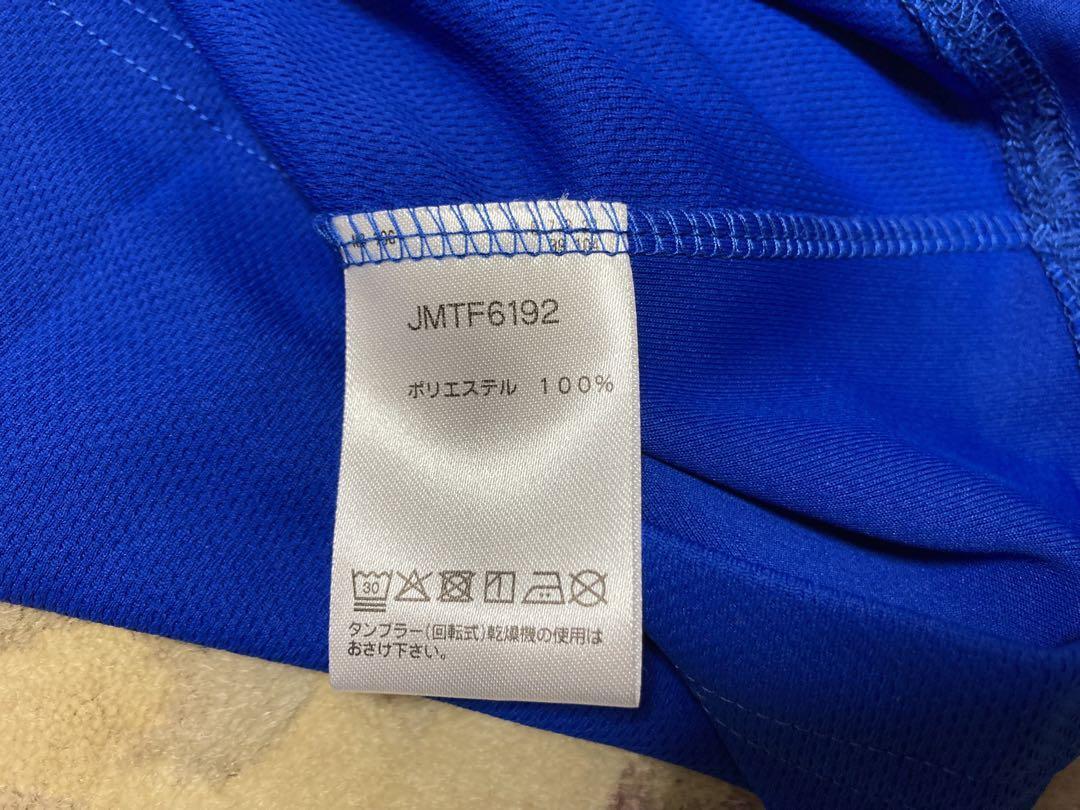 JMTF6192
ポリエステル 100%
30
タンブラー(回転式)乾燥機の使用は
おさけ下さい。